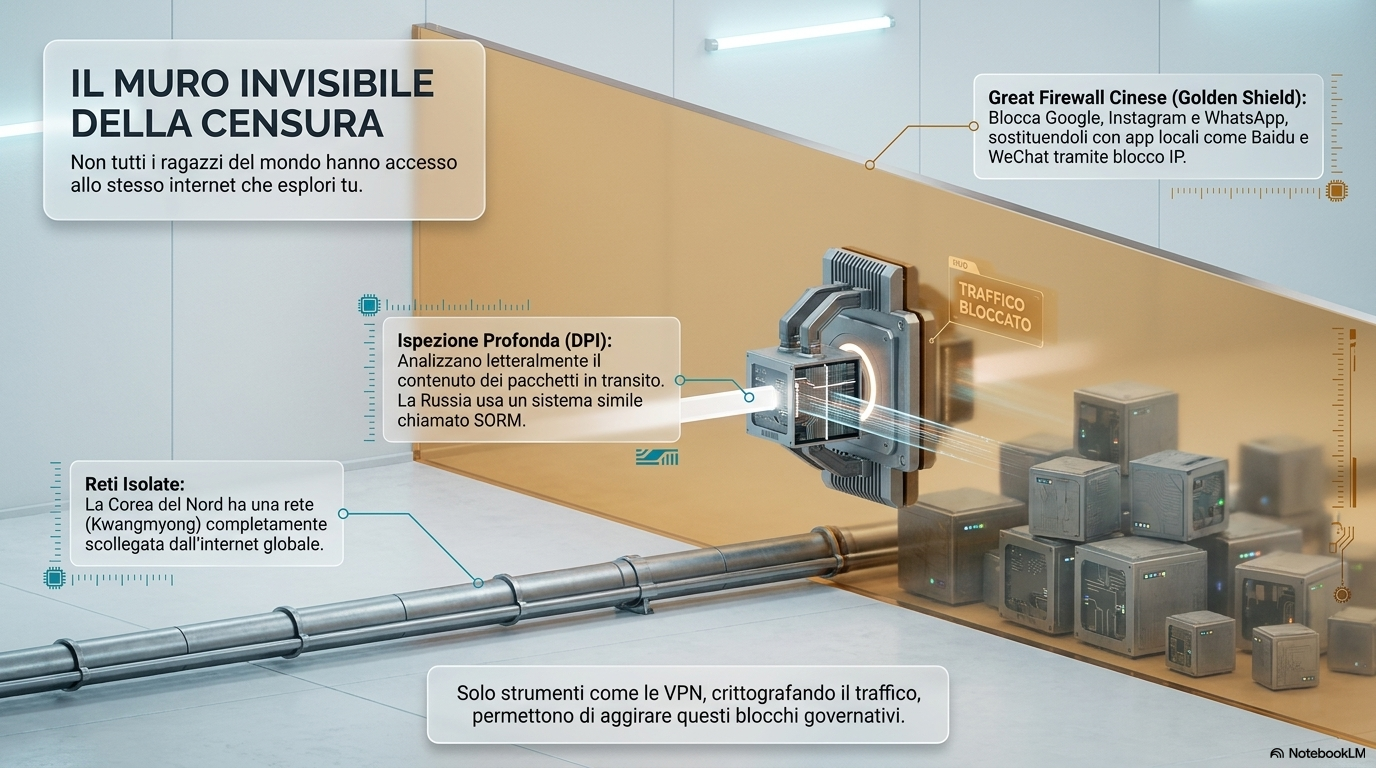 IL MURO INVISIBILE
DELLA CENSURA
Non tutti i ragazzi del mondo hanno accesso
allo stesso internet che esplori tu.
Great Firewall Cinese (Golden Shield):
Blocca Google, Instagram e WhatsApp,
sostituendoli con app locali come Baidu e
WeChat tramite blocco IP.
TRAFFICO
BLOCCATO
Ispezione Profonda (DPI):
Analizzano letteralmente il
contenuto dei pacchetti in transito.
La Russia usa un sistema simile
chiamato SORM.
Reti Isolate:
La Corea del Nord ha una rete
(Kwangmyong) completamente
scollegata dall'internet globale.
Solo strumenti come le VPN, crittografando il traffico,
permettono di aggirare questi blocchi governativi.
NotebookLM